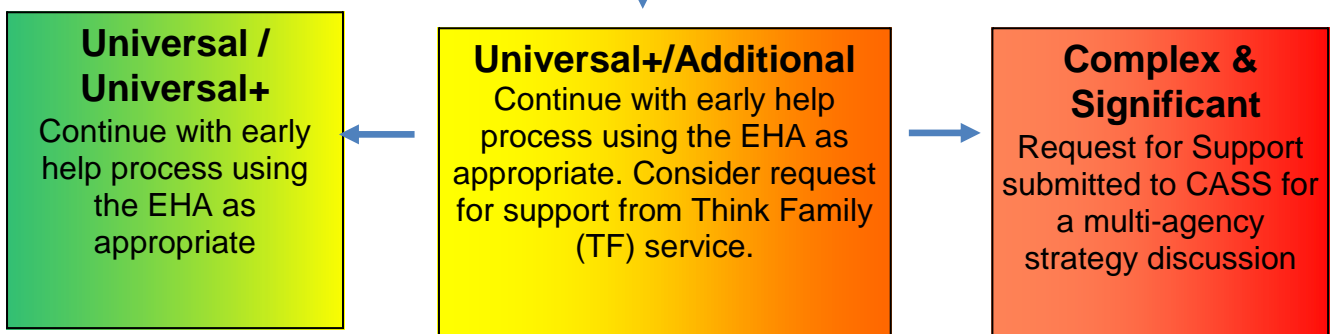 Universal /
Universal+
Continue with early
help process using
the EHA as
appropriate
Universal+/Additional
Continue with early help
process using the EHA as
appropriate. Consider request
for support from Think Family
(TF) service.
Complex &
Significant
Request for Support
submitted to CASS for
a multi-agency
strategy discussion